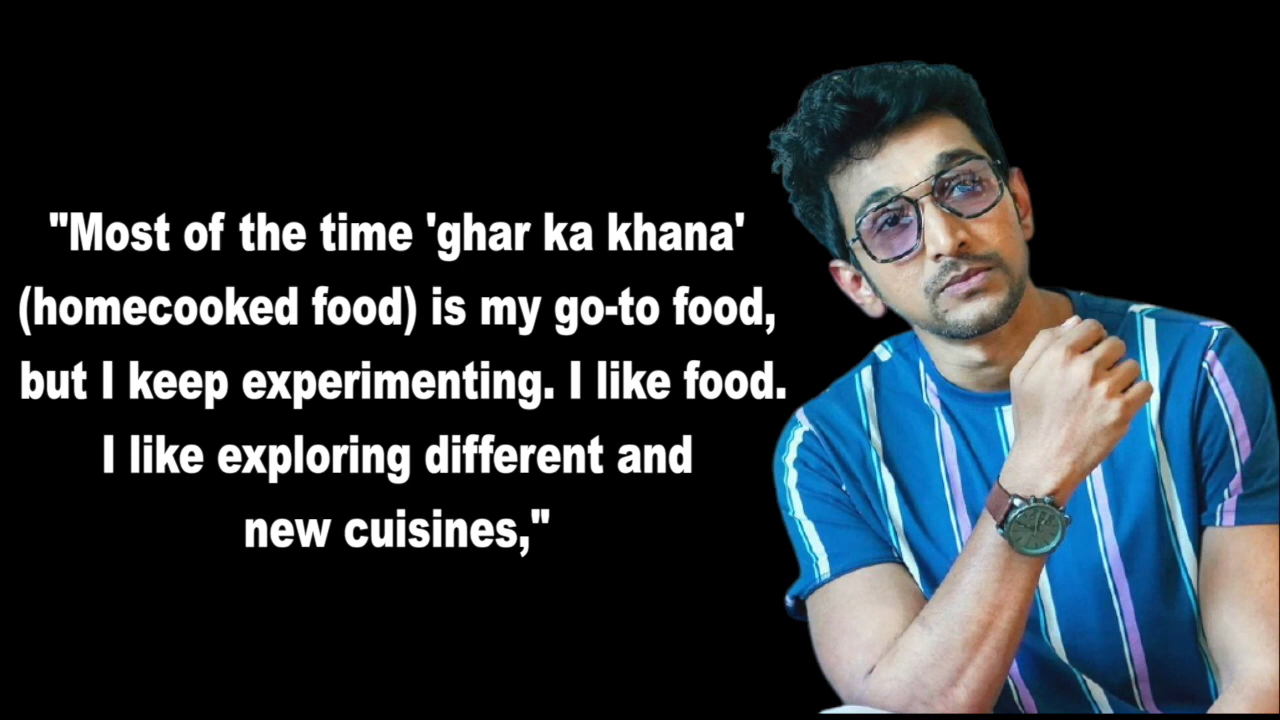 "Most of the time 'ghar ka khana'
(homecooked food) is my go-to food,
but I keep experimenting. I like food.
I like exploring different and
new cuisines,"